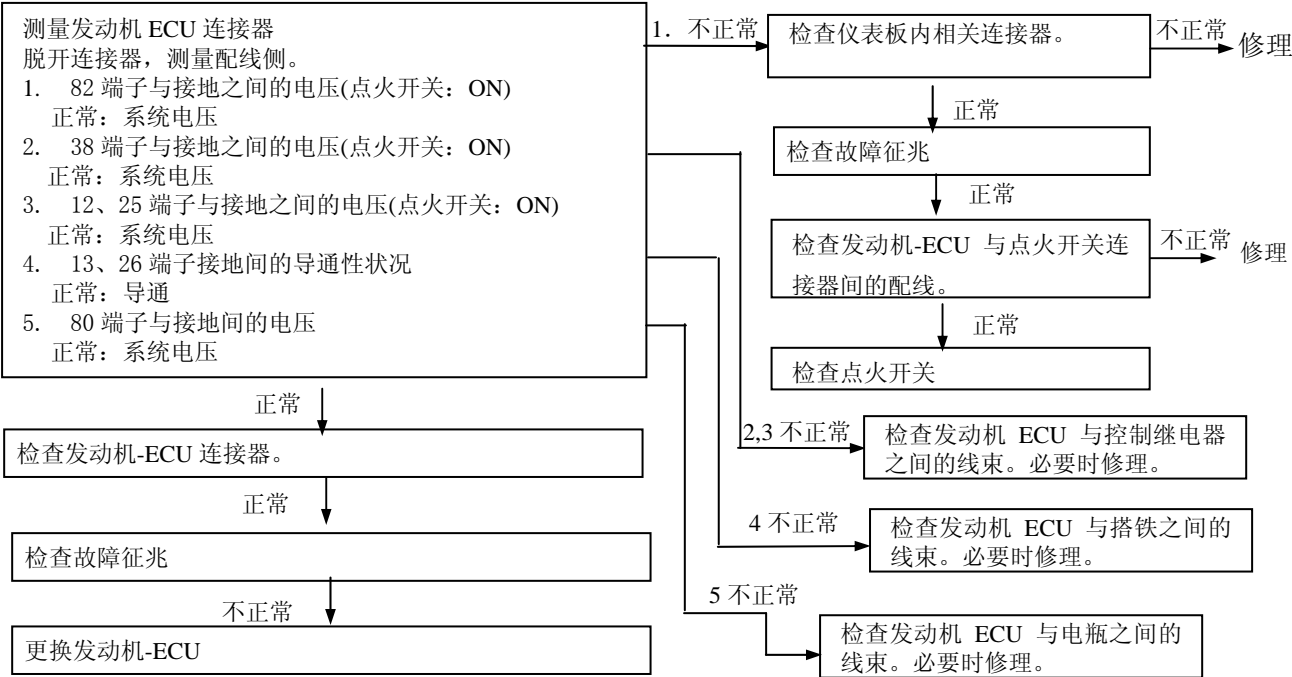 测量发动机 ECU 连接器
脱开连接器，测量配线侧。
1. 82 端子与接地之间的电压(点火开关：ON)
正常：系统电压
2. 38 端子与接地之间的电压(点火开关：ON)
正常：系统电压
3. 12、25 端子与接地之间的电压(点火开关：ON)
正常：系统电压
4. 13、26 端子接地间的导通性状况
正常：导通
5. 80 端子与接地间的电压
正常：系统电压
正常
检查发动机-ECU 连接器。
正常
检查故障征兆
不正常
更换发动机-ECU
1．不正常
检查仪表板内相关连接器。
不正常
修理
正常
检查故障征兆
正常
检查发动机-ECU 与点火开关连
接器间的配线。
不正常
修理
正常
检查点火开关
2,3 不正常
检查发动机 ECU 与控制继电器
之间的线束。必要时修理。
4 不正常
检查发动机 ECU 与搭铁之间的
线束。必要时修理。
5 不正常
检查发动机 ECU 与电瓶之间的
线束。必要时修理。